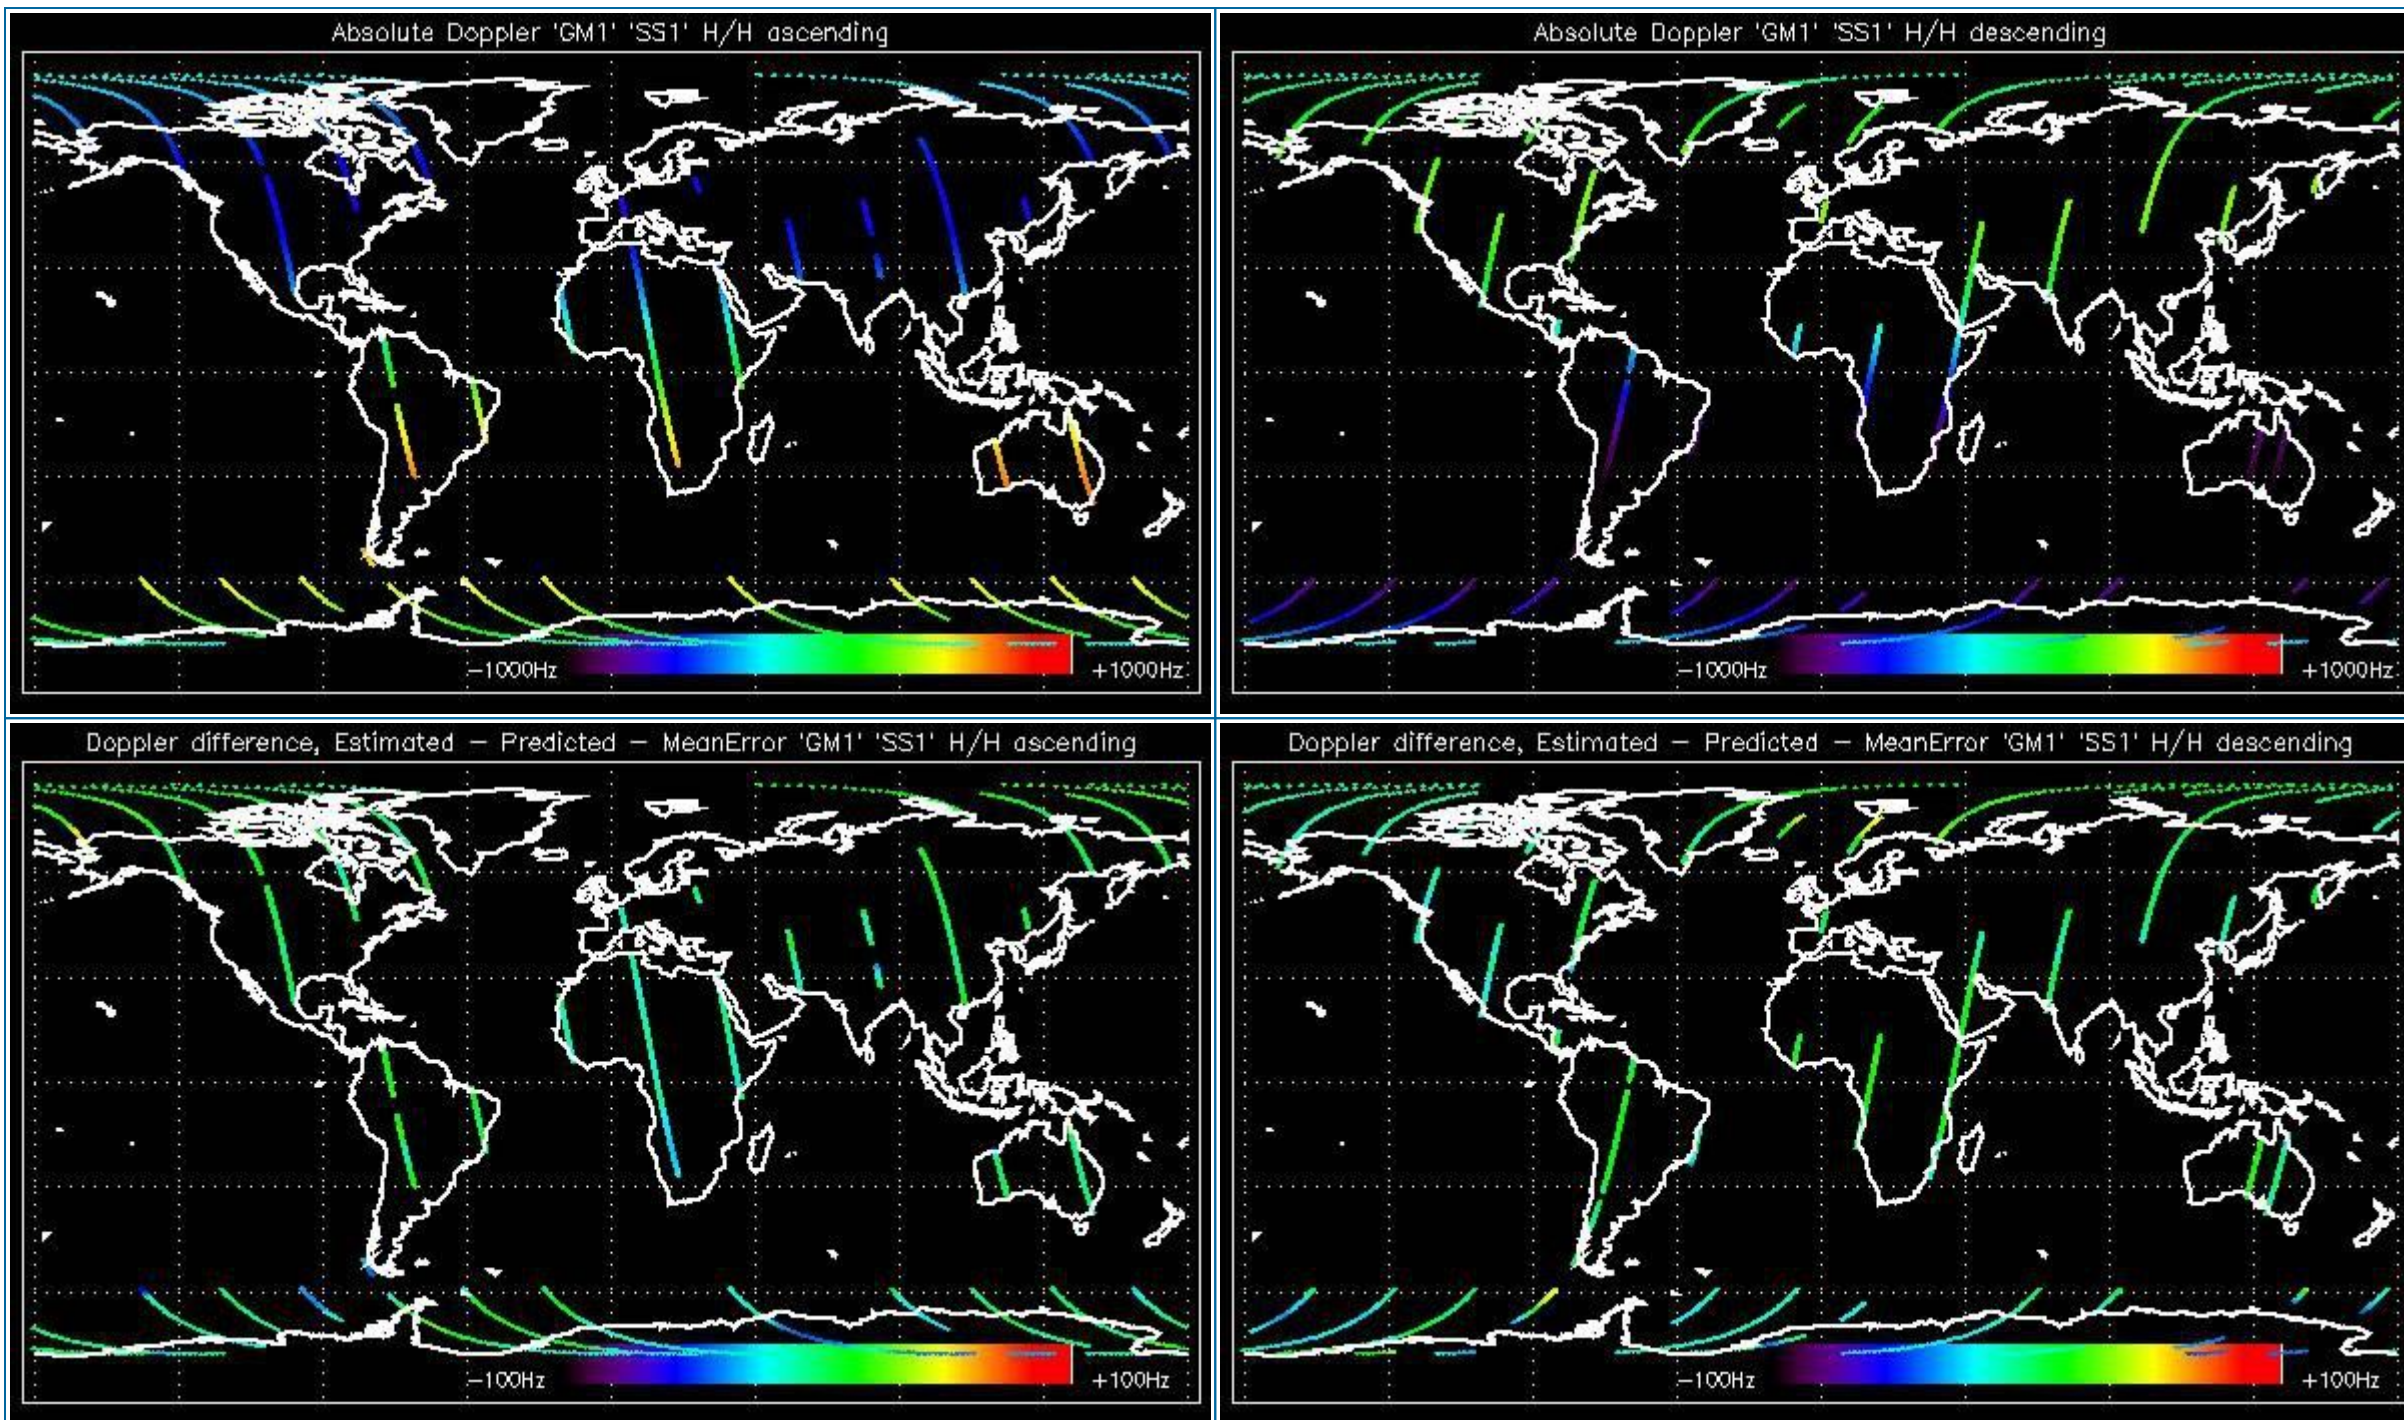 Absolute Doppler 'GM1' 'SS1' H/H ascending
-1000Hz
+1000Hz
Absolute Doppler 'GM1' 'SS1' H/H descending
-1000Hz
+1000Hz
Doppler difference, Estimated - Predicted - MeanError 'GM1' 'SS1' H/H ascending
-100Hz
+100Hz
Doppler difference, Estimated - Predicted - MeanError 'GM1' 'SS1' H/H descending
-100Hz
+100Hz